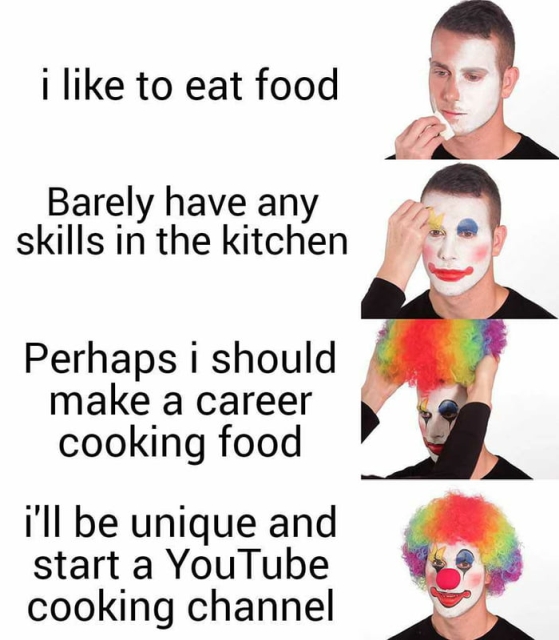 i like to eat food
Barely have any
skills in the kitchen
Perhaps i should
make a career
cooking food
i'll be unique and
start a YouTube
cooking channel